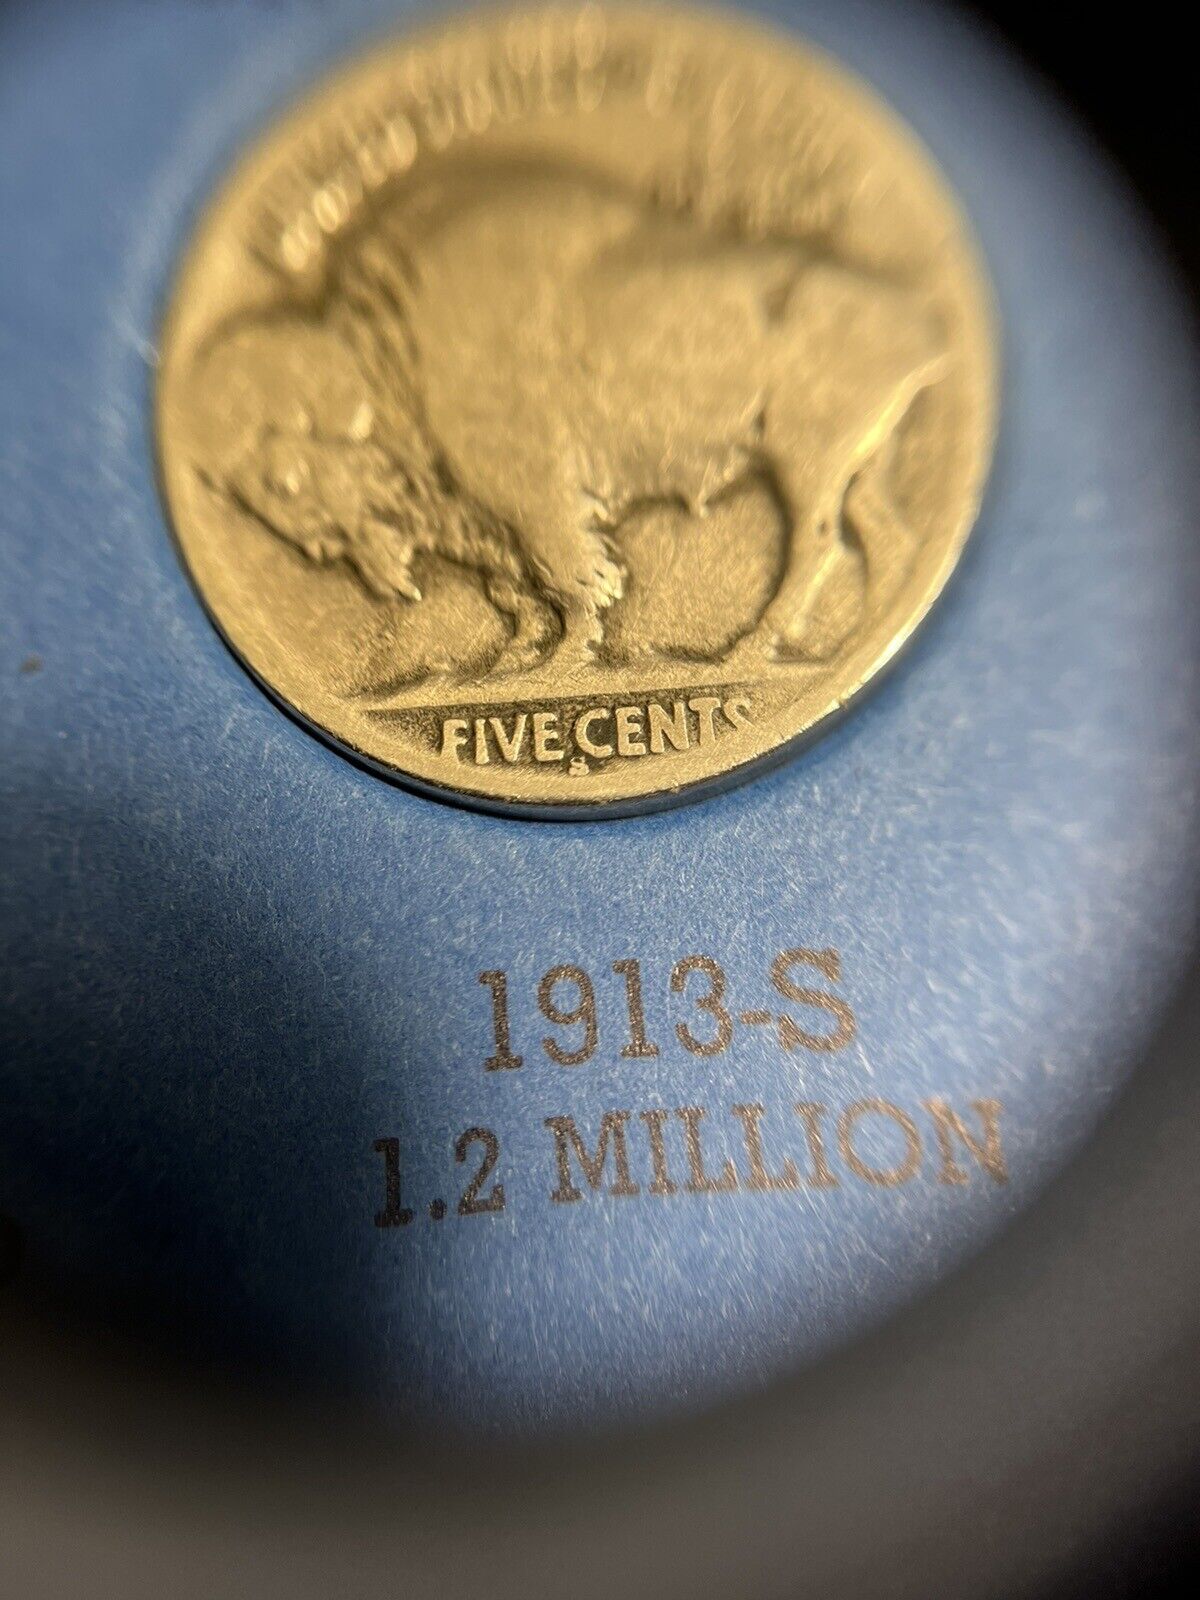 FIVE CENTS
S
1913-S
1.2 MILLION